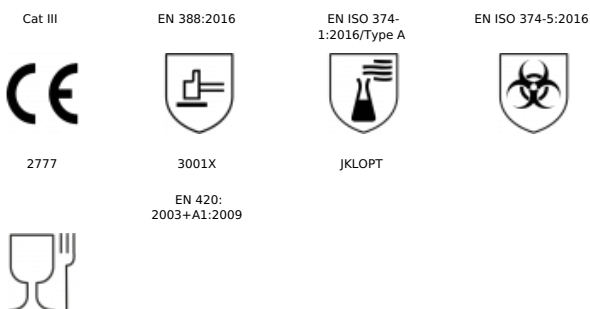 Cat III
EN 388:2016
EN ISO 374-
1:2016/Type A
EN ISO 374-5:2016
CE
2777
3001X
JKLOPT
EN 420:
2003+A1:2009